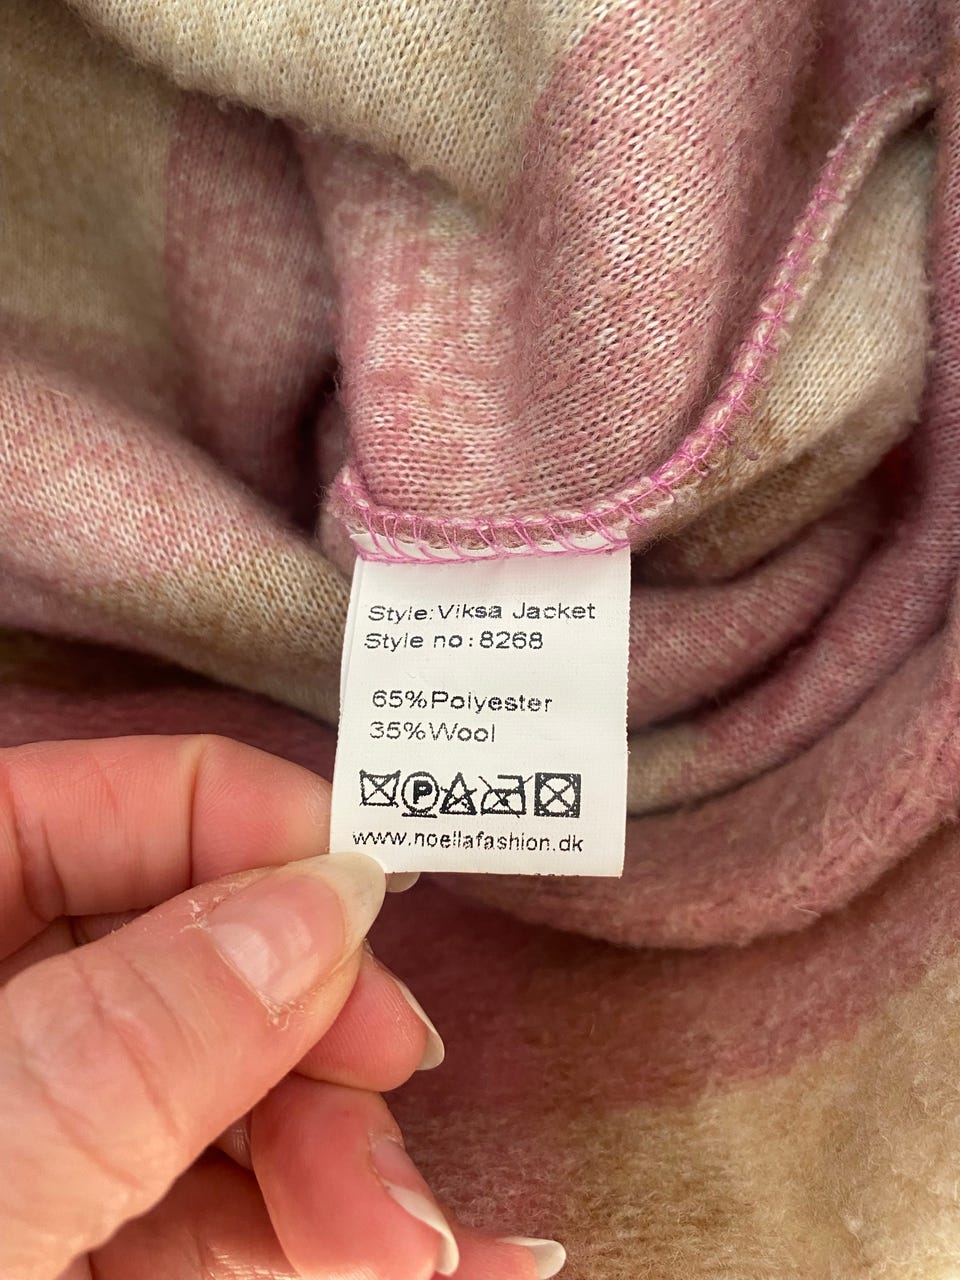 Style:Viksa Jacket
Style no:8268
65%Polyester
35%Wool
P
www.noellafashion.dk